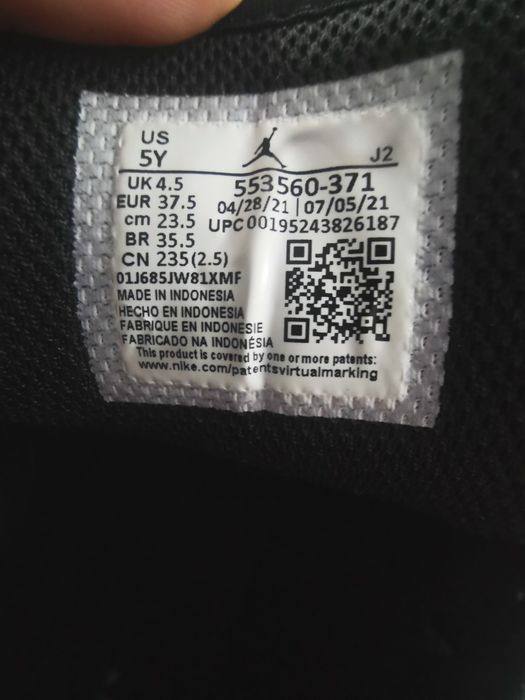 US
5Y
J2
UK 4.5
553560-371
EUR 37.5
04/28/21 | 07/05/21
cm 23.5
UPC 00195243826187
BR 35.5
CN 235(2.5)
01J685JW81XMF
MADE IN INDONESIA
HECHO EN INDONESIA
FABRIQUE EN INDONESIE
FABRICADO NA INDONÉSIA
This product is covered by one or more patents:
www.nike.com/patentsvirtualmarking